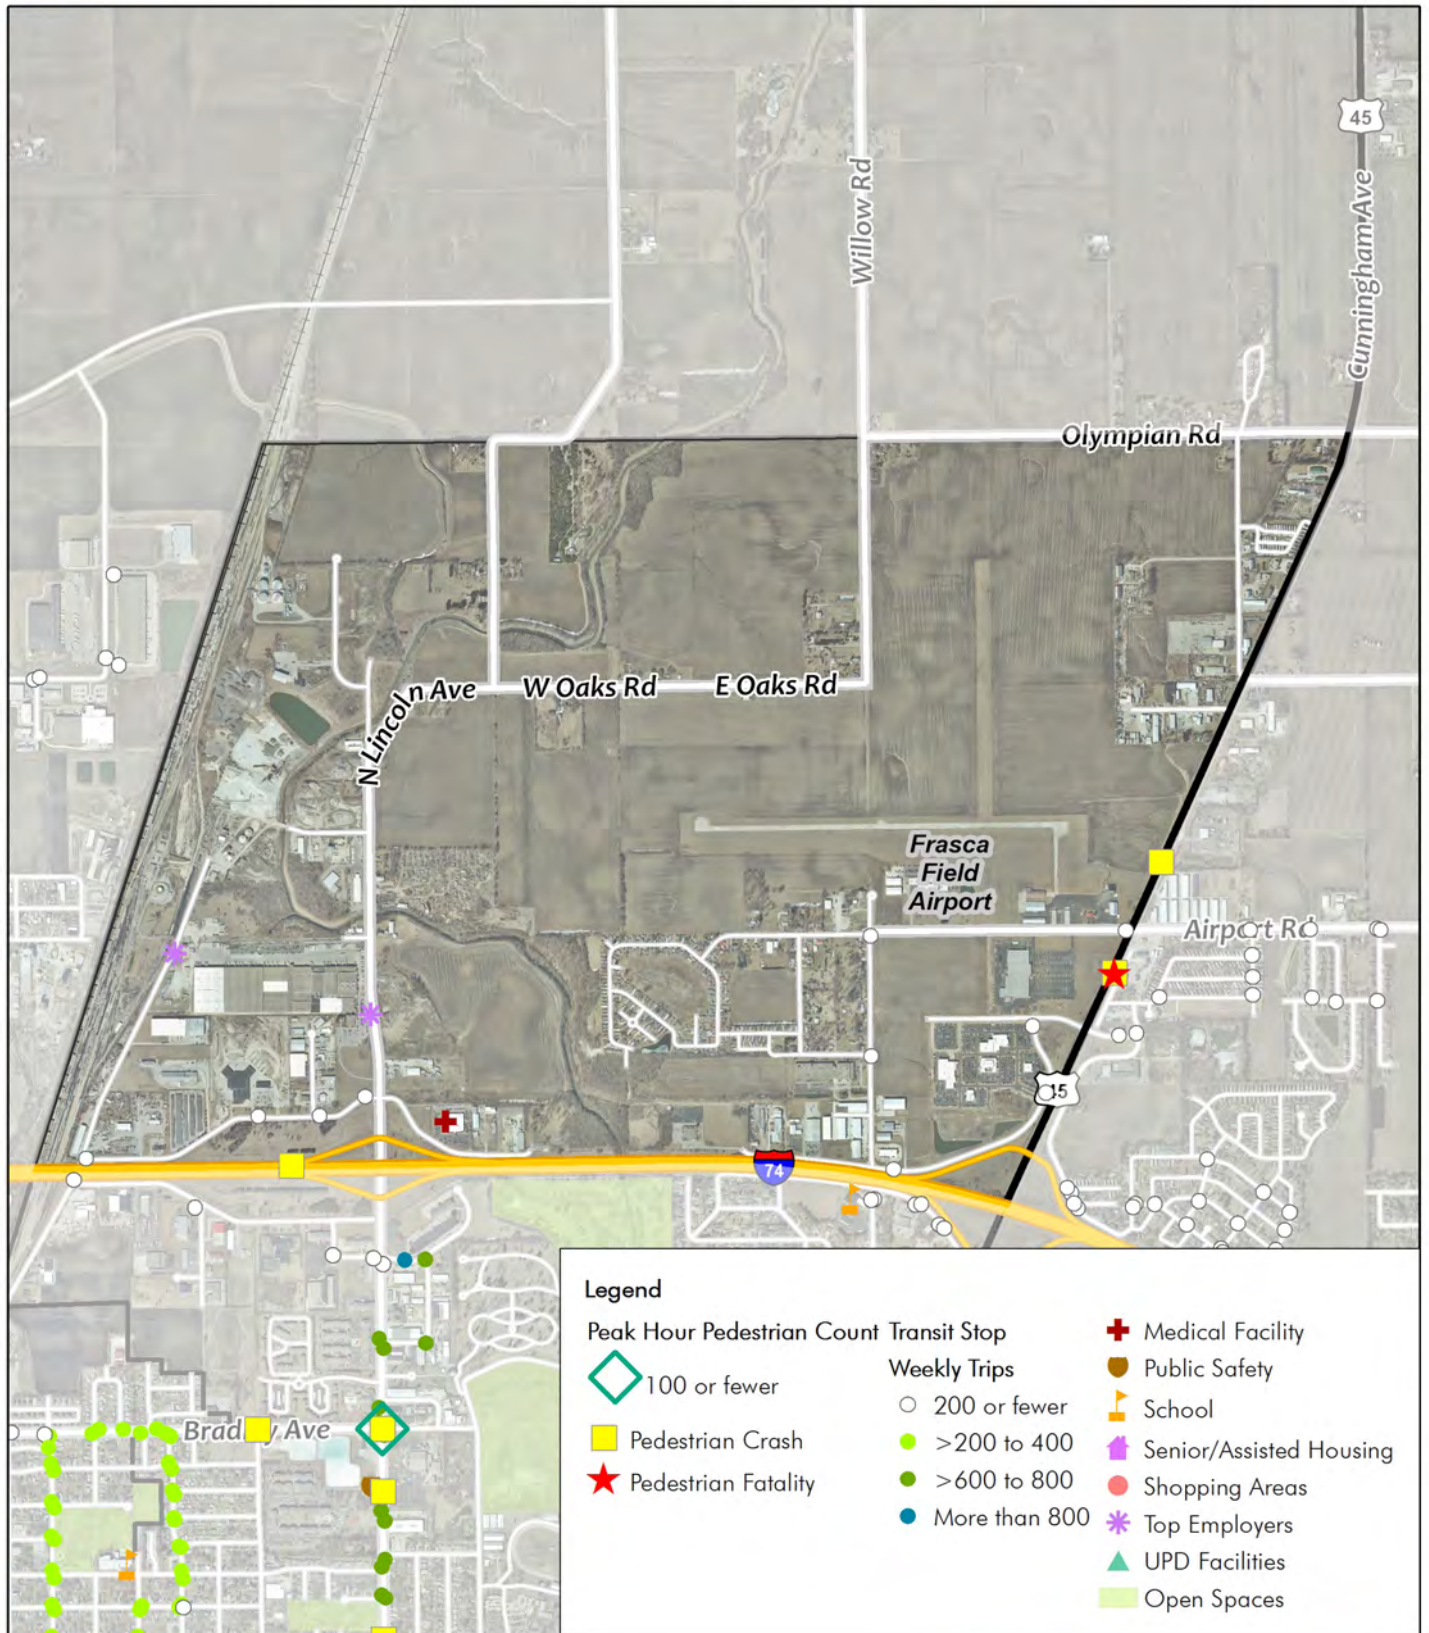 45
Willow Rd
Cunningham Ave
Olympian Rd
N Lincoln Ave
W Oaks Rd
E Oaks Rd
Frasca
Field
Airport
Airport Rd
45
74
Bradley Ave
Legend
Peak Hour Pedestrian Count
100 or fewer
Pedestrian Crash
Pedestrian Fatality
Transit Stop
Weekly Trips
200 or fewer
>200 to 400
>600 to 800
More than 800
Medical Facility
Public Safety
School
Senior/Assisted Housing
Shopping Areas
Top Employers
UPD Facilities
Open Spaces